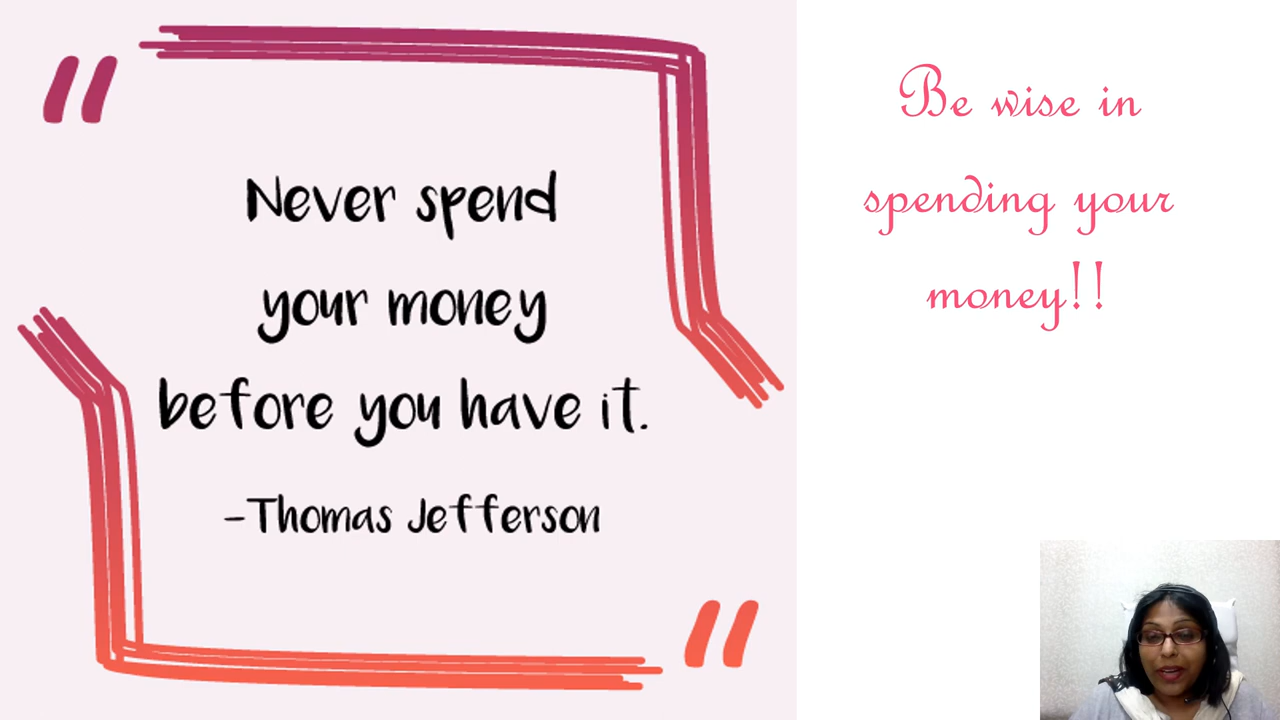 "
Never spend
your money
before you have it.
-Thomas Jefferson
"
Be wise in
spending your
money!!